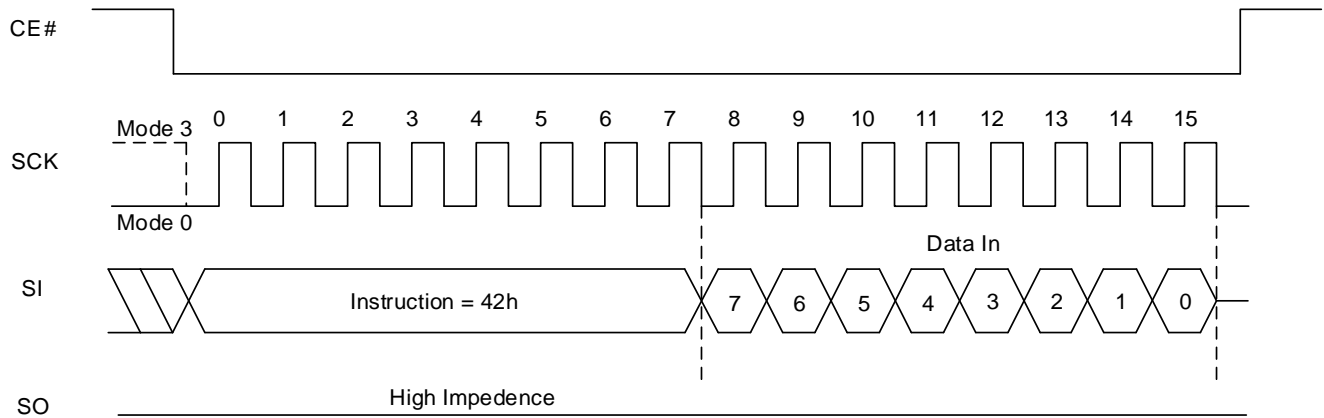 CE#
Mode 3 0 1 2 3 4 5 6 7 8 9 10 11 12 13 14 15
SCK
Mode 0
Data In
SI Instruction = 42h 7 6 5 4 3 2 1 0
High Impedence
SO